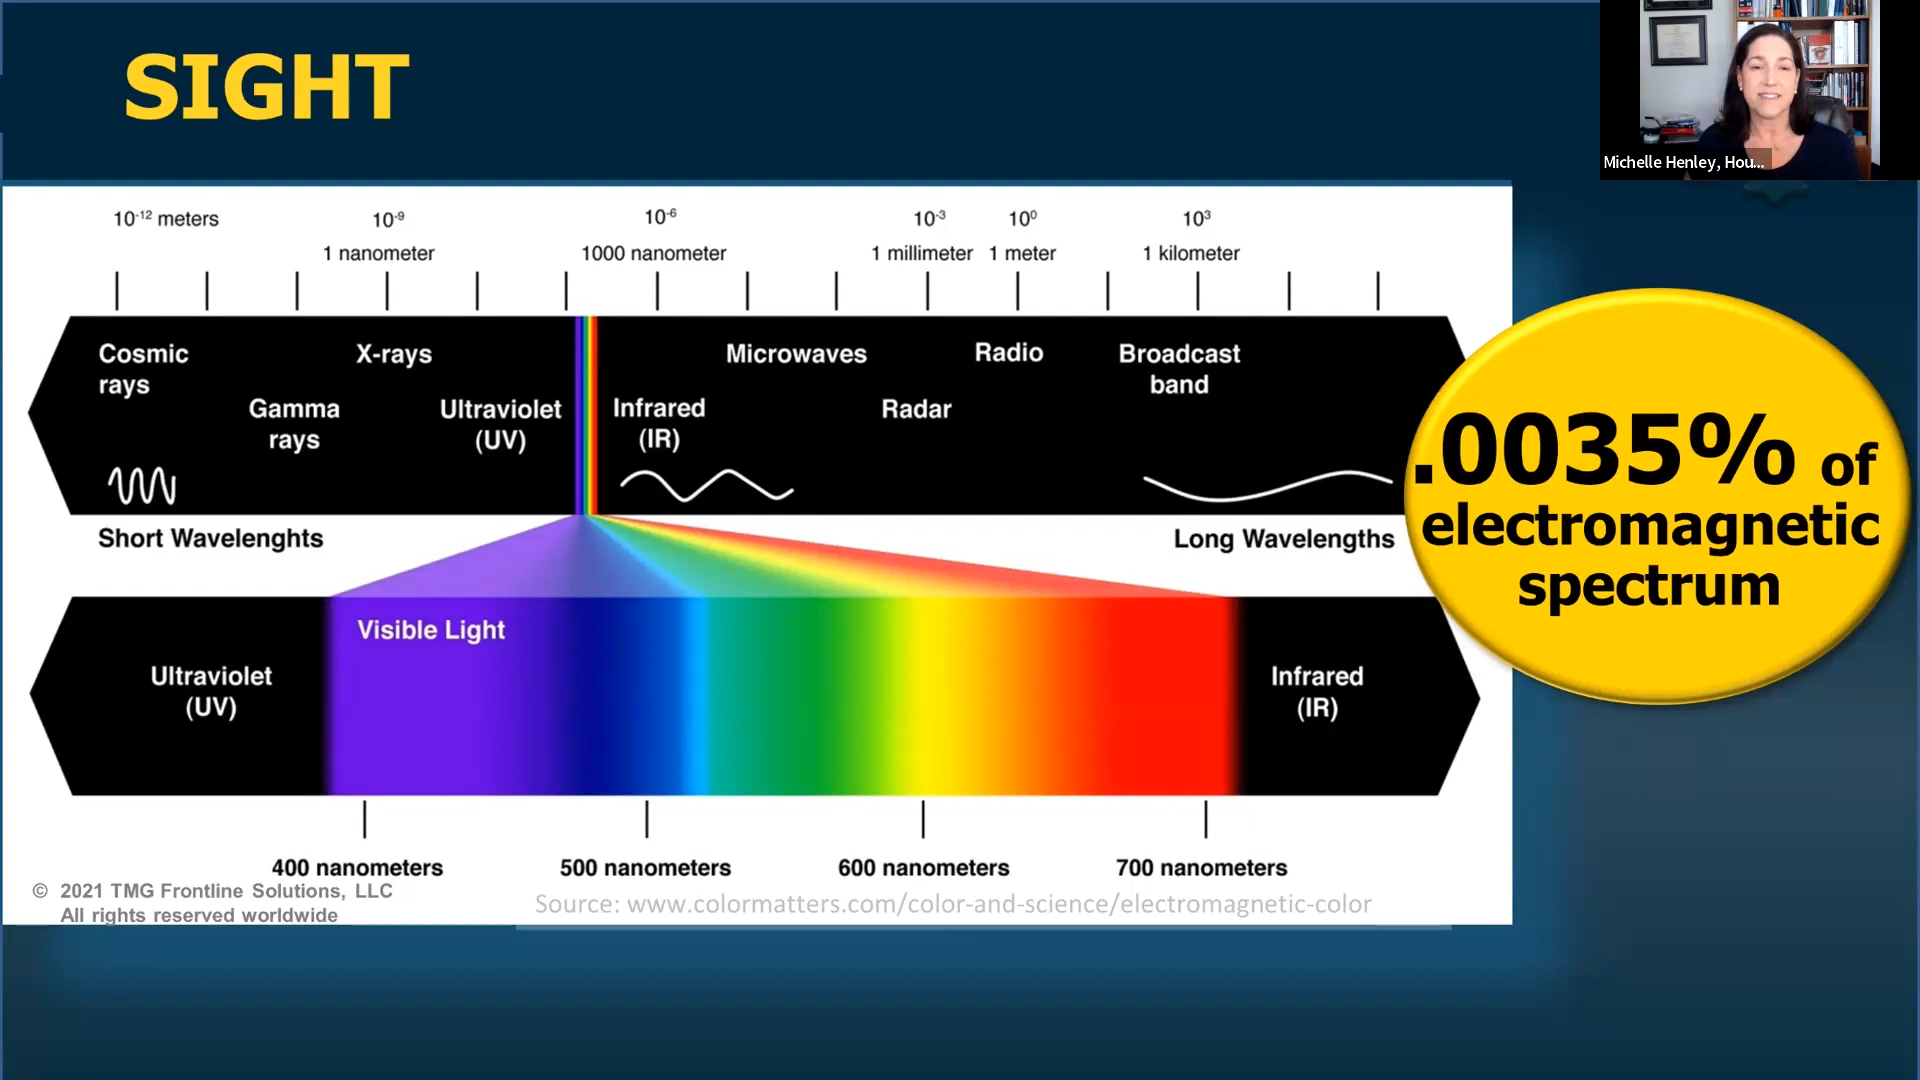 SIGHT
Michelle Henley, Hou...
10-12 meters
10-9
10-6
10-3
100
103
1 nanometer
1000 nanometer
1 millimeter
1 meter
1 kilometer
Cosmic
rays
Gamma
rays
X-rays
Ultraviolet
(UV)
Infrared
(IR)
Microwaves
Radar
Radio
Broadcast
band
Short Wavelenghts
Long Wavelengths
.0035% of
electromagnetic
spectrum
Visible Light
Ultraviolet
(UV)
Infrared
(IR)
400 nanometers
500 nanometers
600 nanometers
700 nanometers
© 2021 TMG Frontline Solutions, LLC
All rights reserved worldwide
Source: www.colormatters.com/color-and-science/electromagnetic-color